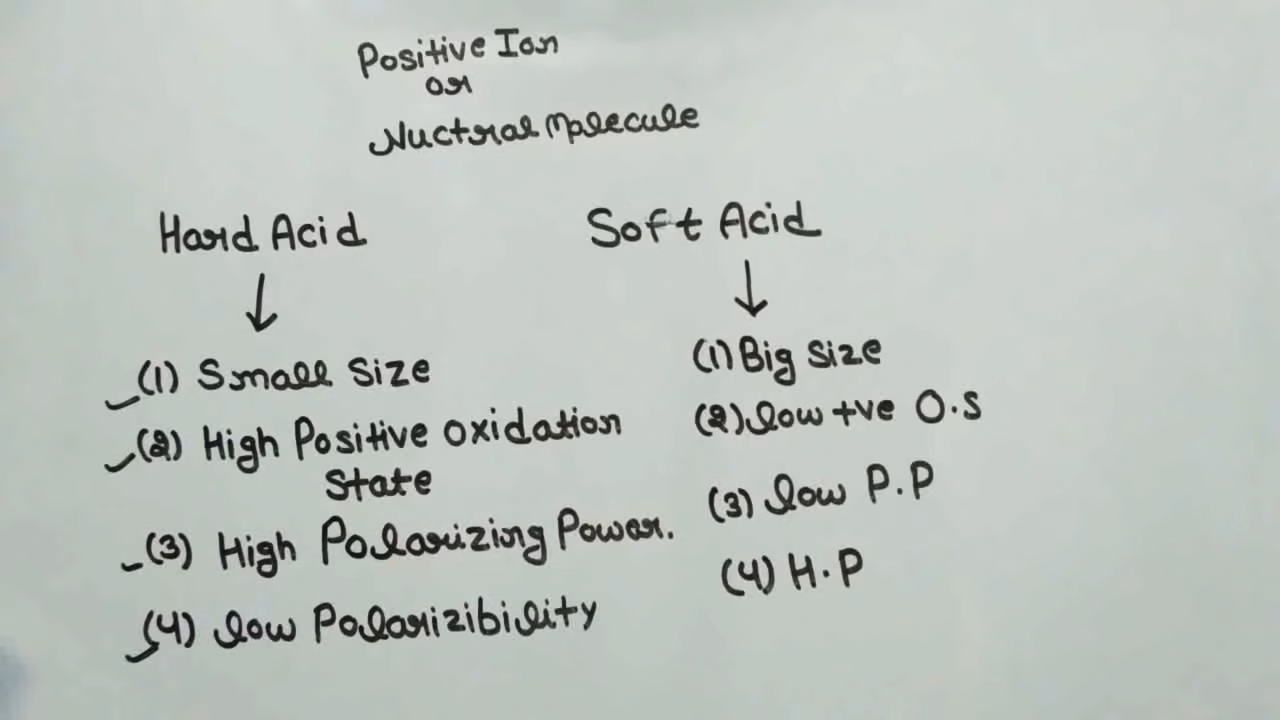 Positive Ion
or
Nuctral Molecule
Hard Acid
(1) Small Size
(2) High Positive oxidation
State
(3) High Polarizing Power.
(4) low Polarizibility
Soft Acid
(1) Big Size
(2) low +ve O.S
(3) low P.P
(4) H.P